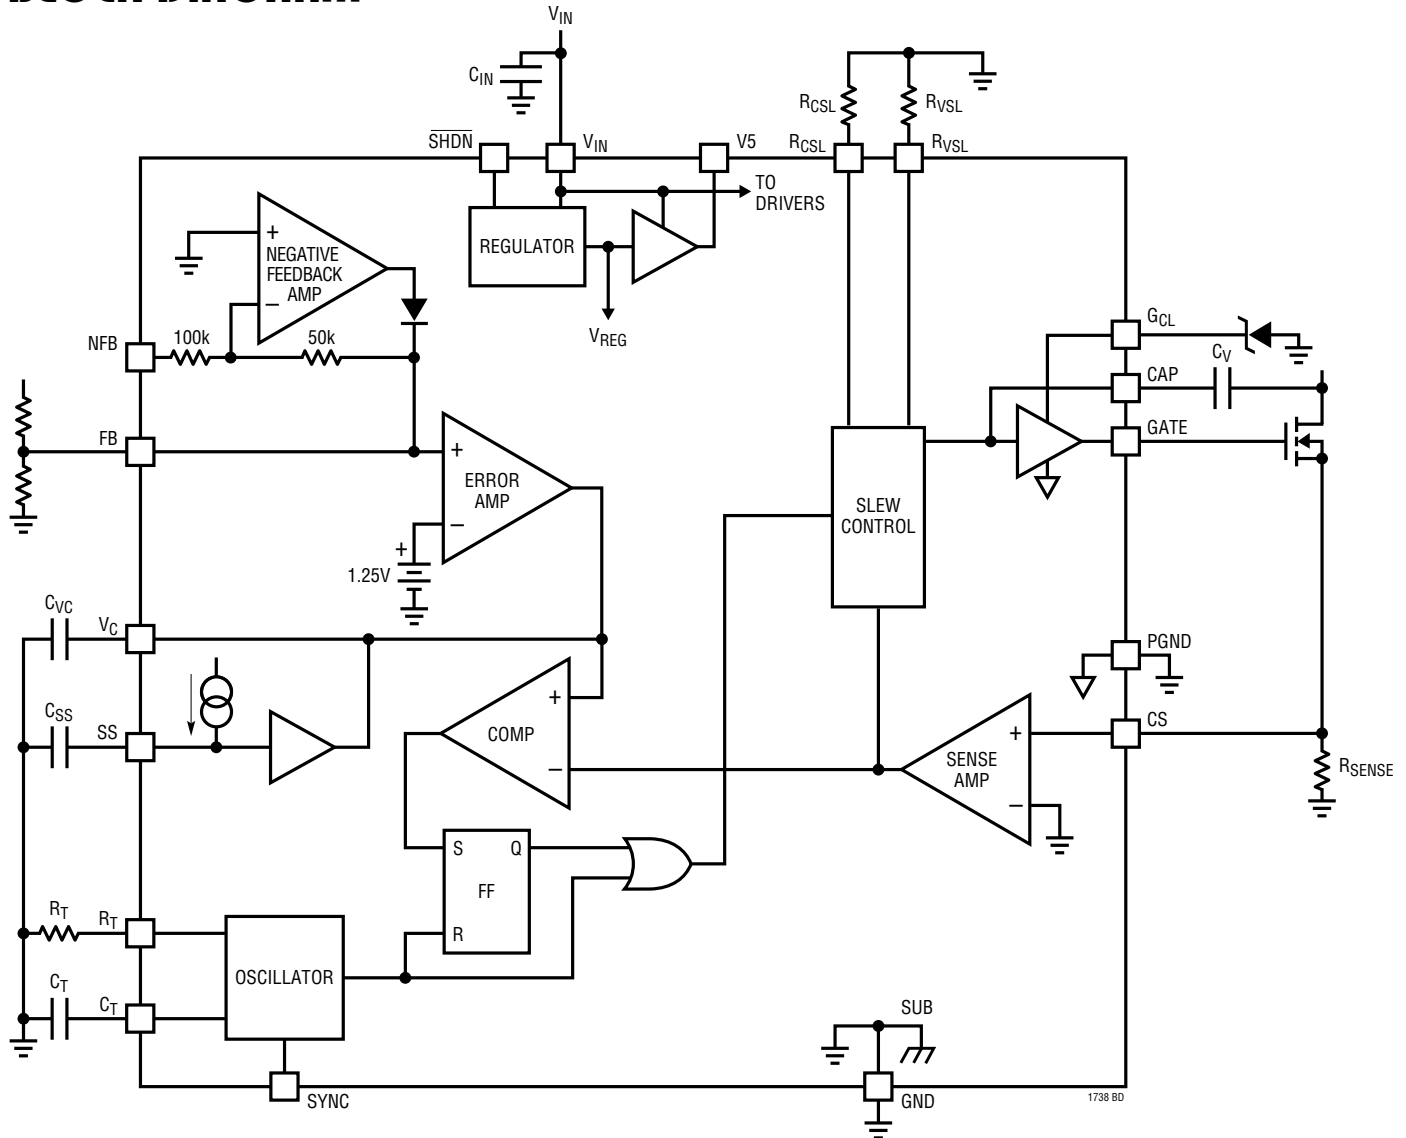 VIN
CIN
RCSL
RVSL
SHDN
VIN
V5
RCSL
RVSL
TO
DRIVERS
REGULATOR
VREG
+
NEGATIVE
FEEDBACK
AMP
–
NFB
100k
50k
GCL
CV
CAP
GATE
FB
+
ERROR
AMP
–
+
1.25V
SLEW
CONTROL
CVC
VC
PGND
CSS
SS
+
COMP
–
CS
+
SENSE
AMP
–
RSENSE
S
Q
FF
R
RT
RT
OSCILLATOR
CT
CT
SUB
SYNC
GND
1738 BD